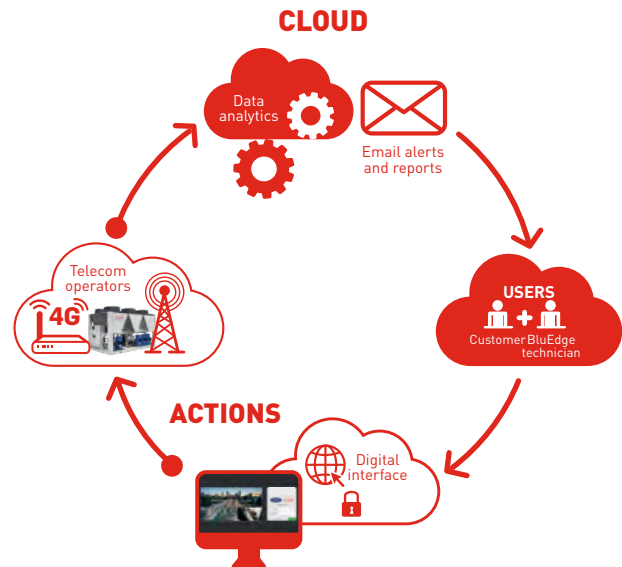 CLOUD
Data
analytics
Email alerts
and reports
Telecom
operators
4G
USERS
Customer BluEdge
technician
ACTIONS
Digital
interface